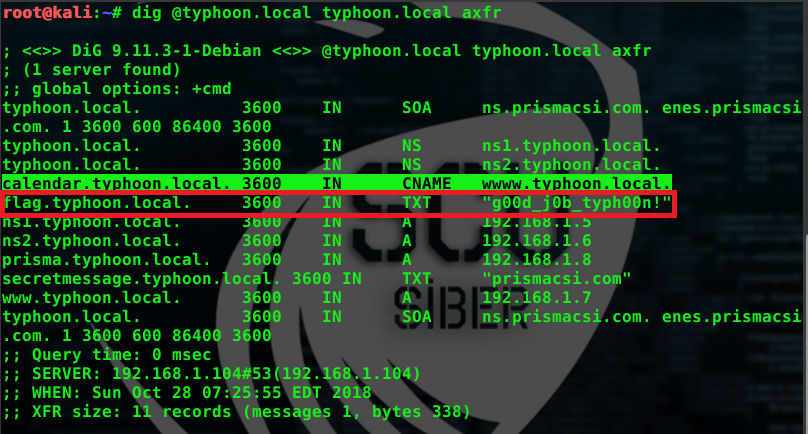 root@kali:~# dig @typhoon.local typhoon.local axfr
; <<>> DiG 9.11.3-1-Debian <<>> @typhoon.local typhoon.local axfr
; (1 server found)
;; global options: +cmd
typhoon.local. 3600 IN SOA ns.prismacsi.com. enes.prismacsi
.com. 1 3600 600 86400 3600
typhoon.local. 3600 IN NS ns1.typhoon.local.
typhoon.local. 3600 IN NS ns2.typhoon.local.
calendar.typhoon.local. 3600 IN CNAME wwww.typhoon.local.
flag.typhoon.local. 3600 IN TXT "g00d_j0b_typh00n!"
ns1.typhoon.local. 3600 IN A 192.168.1.5
ns2.typhoon.local. 3600 IN A 192.168.1.6
prisma.typhoon.local. 3600 IN A 192.168.1.8
secretmessage.typhoon.local. 3600 IN TXT "prismacsi.com"
www.typhoon.local. 3600 IN A 192.168.1.7
typhoon.local. 3600 IN SOA ns.prismacsi.com. enes.prismacsi
.com. 1 3600 600 86400 3600
;; Query time: 0 msec
;; SERVER: 192.168.1.104#53(192.168.1.104)
;; WHEN: Sun Oct 28 07:25:55 EDT 2018
;; XFR size: 11 records (messages 1, bytes 338)
SİBER